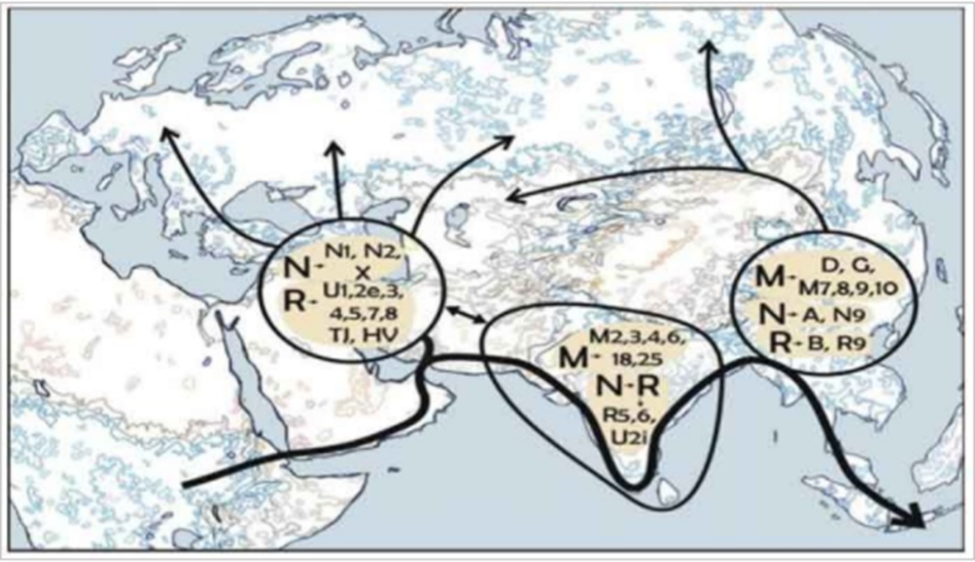 N- N1, N2,
X
R- U1,2e,3,
4,5,7,8
TJ, HV
M- M2,3,4,6,
18,25
N-R
R5,6,
U2i
M- D, G,
M7,8,9,10
N- A, N9
R- B, R9